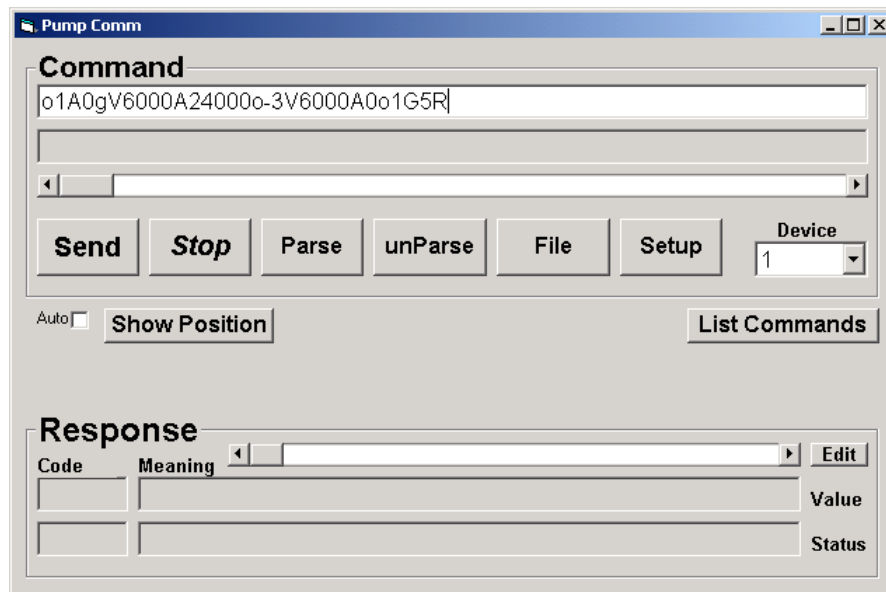 Pump Comm
Command
o1A0gV6000A24000o-3V6000A0o1G5R
Send Stop Parse unParse File Setup
Device
1
Auto Show Position List Commands
Response
Code Meaning Edit
Value
Status